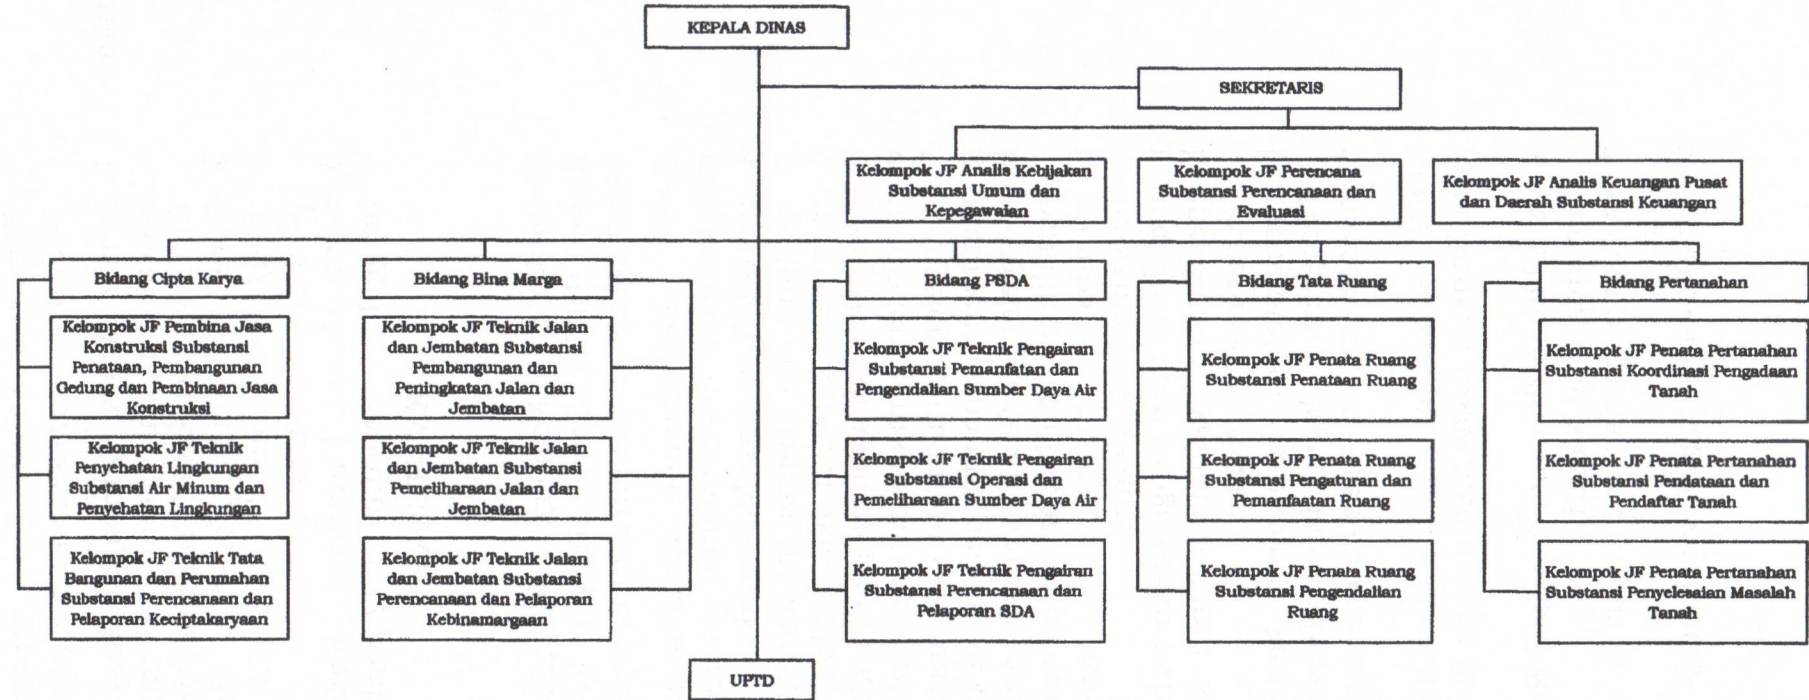 KEPALA DINAS
SEKRETARIS
Kelompok JF Analis Kebijakan
Substansi Umum dan
Kepegawaian
Kelompok JF Perencana
Substansi Perencanaan dan
Evaluasi
Kelompok JF Analis Keuangan Pusat
dan Daerah Substansi Keuangan
Bidang Cipta Karya
Kelompok JF Pembina Jasa
Konstruksi Substansi
Penataan, Pembangunan
Gedung dan Pembinaan Jasa
Konstruksi
Kelompok JF Teknik
Penyehatan Lingkungan
Substansi Air Minum dan
Penyehatan Lingkungan
Kelompok JF Teknik Tata
Bangunan dan Perumahan
Substansi Perencanaan dan
Pelaporan Keciptakaryaan
Bidang Bina Marga
Kelompok JF Teknik Jalan
dan Jembatan Substansi
Pembangunan dan
Peningkatan Jalan dan
Jembatan
Kelompok JF Teknik Jalan
dan Jembatan Substansi
Pemeliharaan Jalan dan
Jembatan
Kelompok JF Teknik Jalan
dan Jembatan Substansi
Perencanaan dan Pelaporan
Kebinamargaan
Bidang PSDA
Kelompok JF Teknik Pengairan
Substansi Pemanfatan dan
Pengendalian Sumber Daya Air
Kelompok JF Teknik Pengairan
Substansi Operasi dan
Pemeliharaan Sumber Daya Air
Kelompok JF Teknik Pengairan
Substansi Perencanaan dan
Pelaporan SDA
Bidang Tata Ruang
Kelompok JF Penata Ruang
Substansi Penataan Ruang
Kelompok JF Penata Ruang
Substansi Pengaturan dan
Pemanfaatan Ruang
Kelompok JF Penata Ruang
Substansi Pengendalian
Ruang
Bidang Pertanahan
Kelompok JF Penata Pertanahan
Substansi Koordinasi Pengadaan
Tanah
Kelompok JF Penata Pertanahan
Substansi Pendataan dan
Pendaftar Tanah
Kelompok JF Penata Pertanahan
Substansi Penyelesaian Masalah
Tanah
UPTD